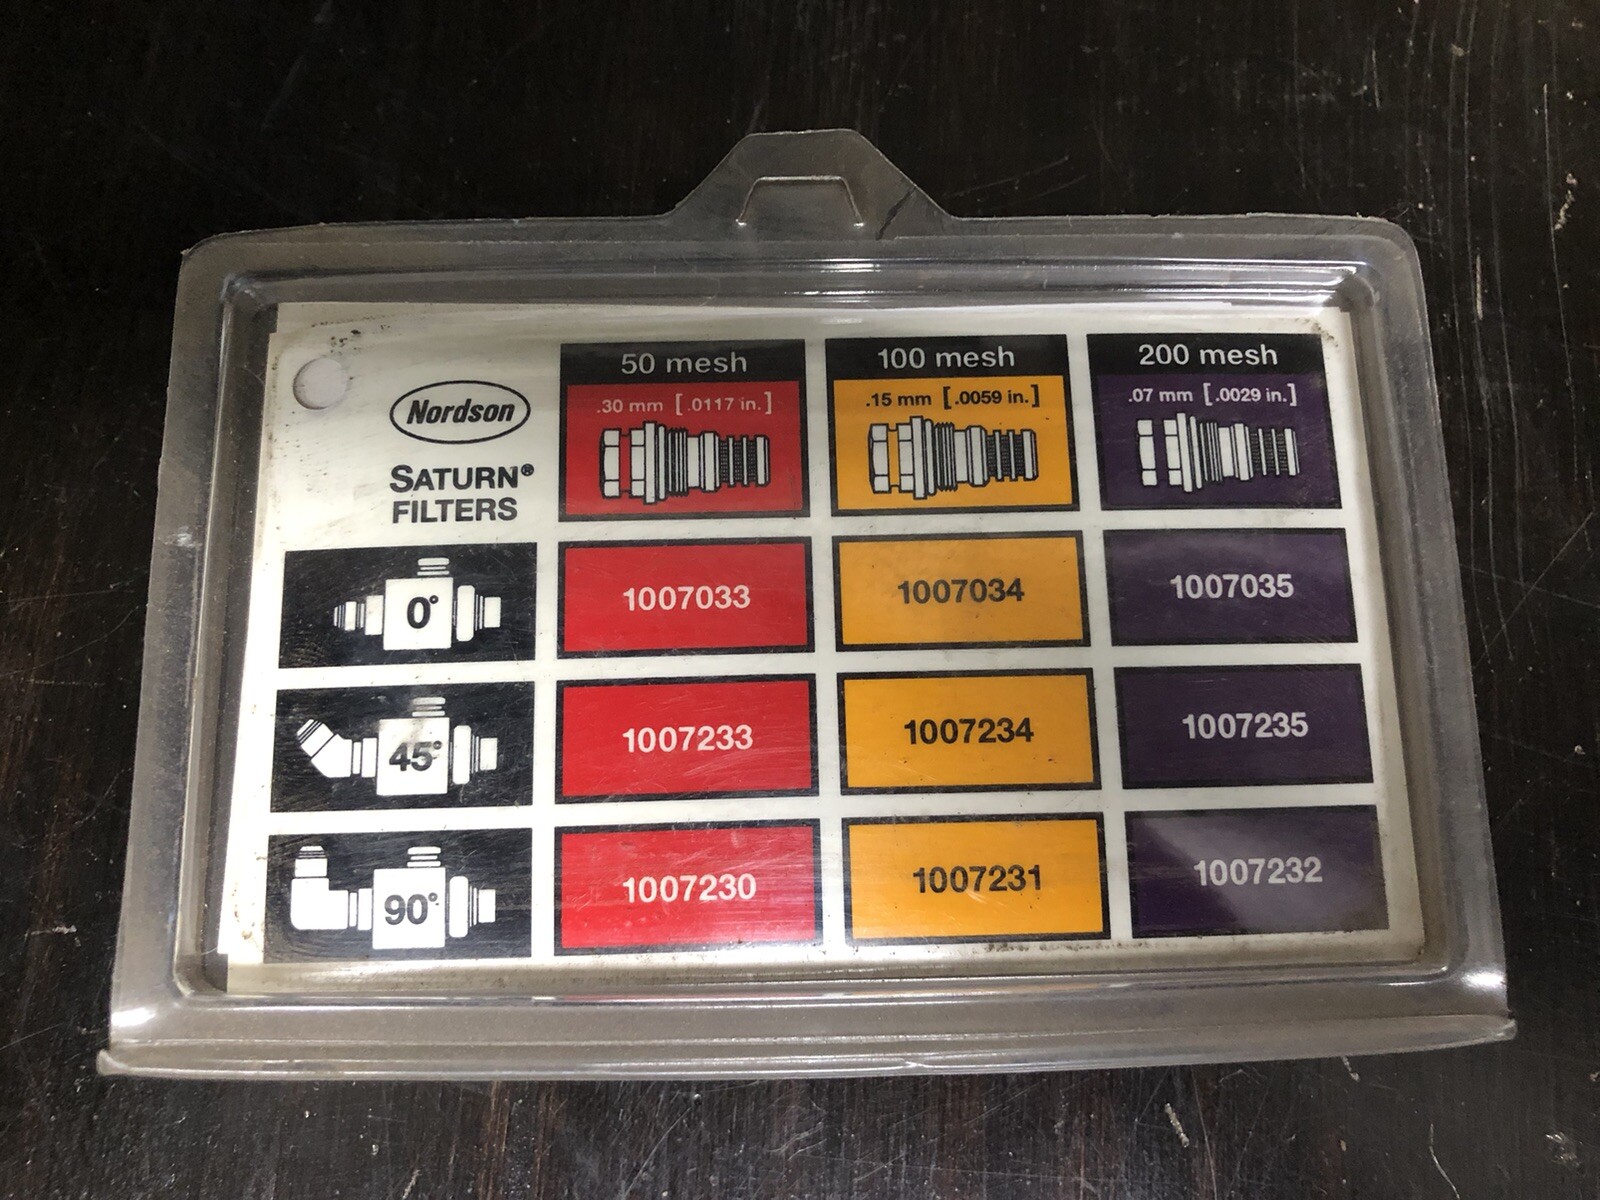 Nordson
SATURN®
FILTERS
50 mesh
.30 mm [.0117 in.]
100 mesh
.15 mm [.0059 in.]
200 mesh
.07 mm [.0029 in.]
0°
1007033
1007034
1007035
45°
1007233
1007234
1007235
90°
1007230
1007231
1007232